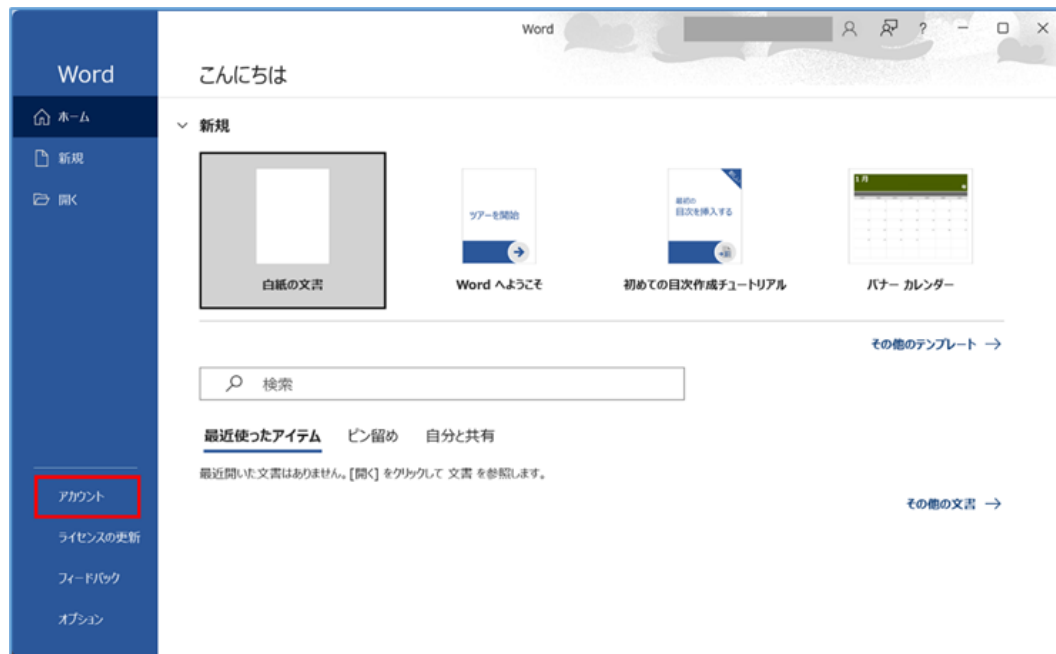 Word
?
Word
こんにちは
ホーム
新規
開く
新規
白紙の文書
ツアーを開始
Word へようこそ
最初の
目次を挿入する
初めての目次作成チュートリアル
1 月
バナー カレンダー
その他のテンプレート
検索
最近使ったアイテム ピン留め 自分と共有
最近開いた文書はありません。[開く] をクリックして 文書 を参照します。
その他の文書
アカウント
ライセンスの更新
フィードバック
オプション